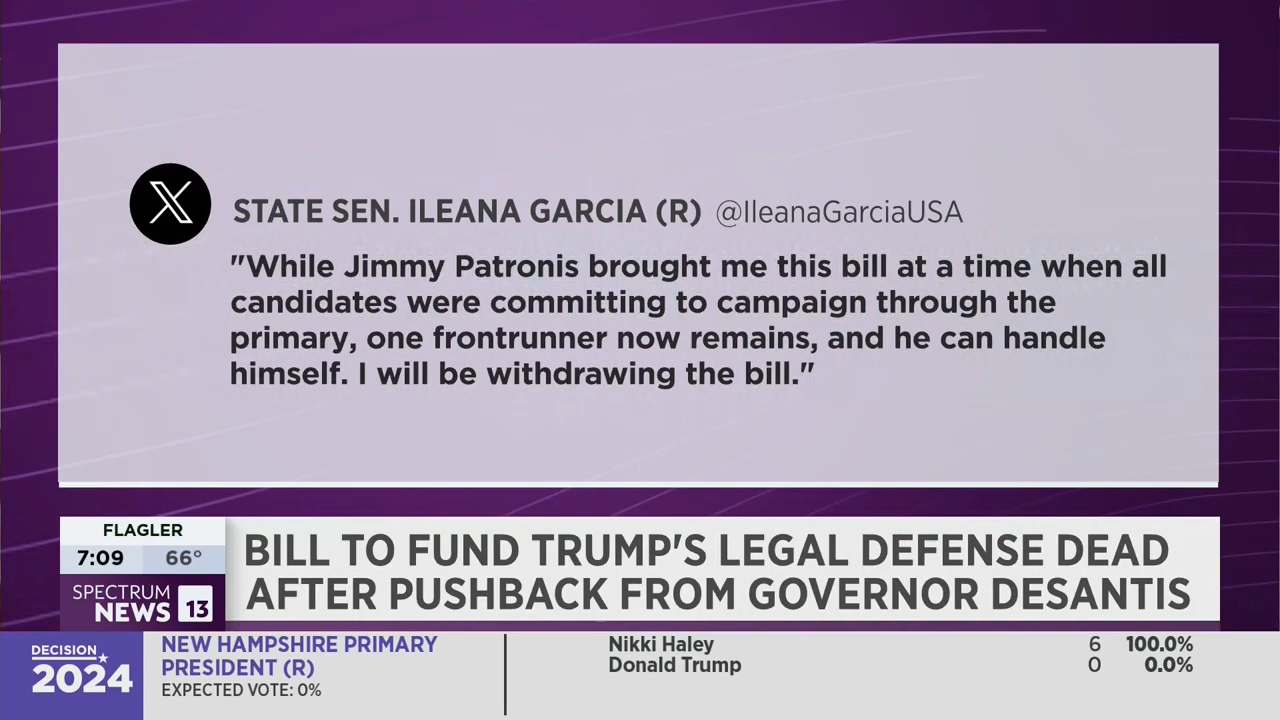 STATE SEN. ILEANA GARCIA (R) @IleanaGarciaUSA
"While Jimmy Patronis brought me this bill at a time when all
candidates were committing to campaign through the
primary, one frontrunner now remains, and he can handle
himself. I will be withdrawing the bill."
FLAGLER
7:09 66°
SPECTRUM
NEWS 13
BILL TO FUND TRUMP'S LEGAL DEFENSE DEAD
AFTER PUSHBACK FROM GOVERNOR DESANTIS
DECISION
2024
NEW HAMPSHIRE PRIMARY
PRESIDENT (R)
EXPECTED VOTE: 0%
Nikki Haley 6 100.0%
Donald Trump 0 0.0%